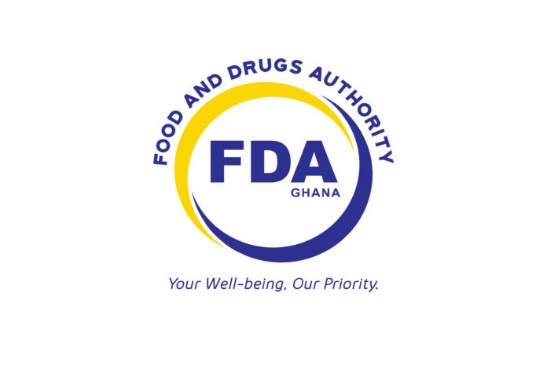 FOOD AND DRUGS AUTHORITY
FDA
GHANA
Your Well-being, Our Priority.